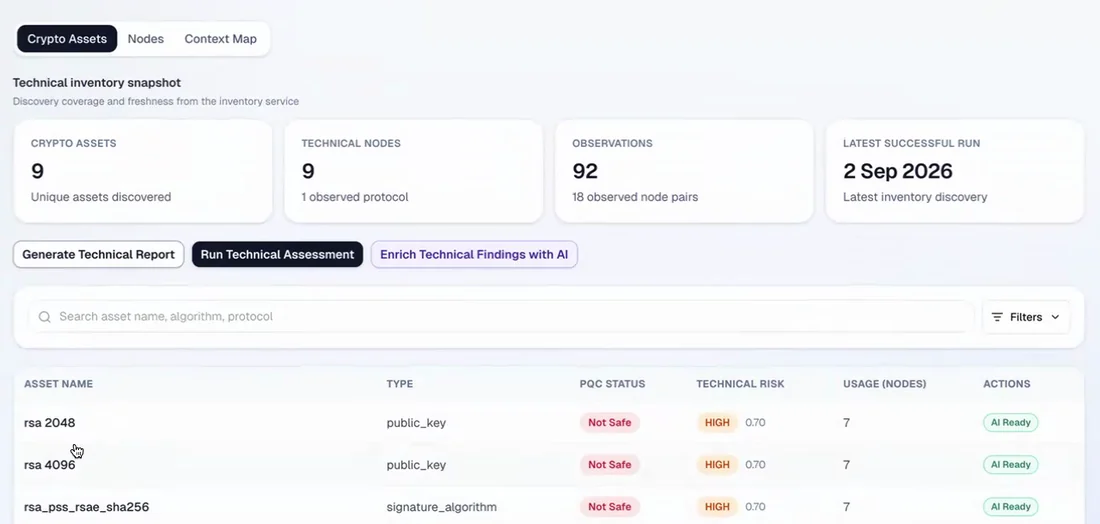 Crypto Assets Nodes Context Map
Technical inventory snapshot
Discovery coverage and freshness from the inventory service
CRYPTO ASSETS TECHNICAL NODES OBSERVATIONS LATEST SUCCESSFUL RUN
9 9 92 2 Sep 2026
Unique assets discovered 1 observed protocol 18 observed node pairs Latest inventory discovery
Generate Technical Report Run Technical Assessment Enrich Technical Findings with AI
Search asset name, algorithm, protocol Filters
ASSET NAME TYPE PQC STATUS TECHNICAL RISK USAGE (NODES) ACTIONS
rsa 2048 public_key Not Safe HIGH 0.70 7 AI Ready
rsa 4096 public_key Not Safe HIGH 0.70 7 AI Ready
rsa_pss_rsae_sha256 signature_algorithm Not Safe HIGH 0.70 7 AI Ready